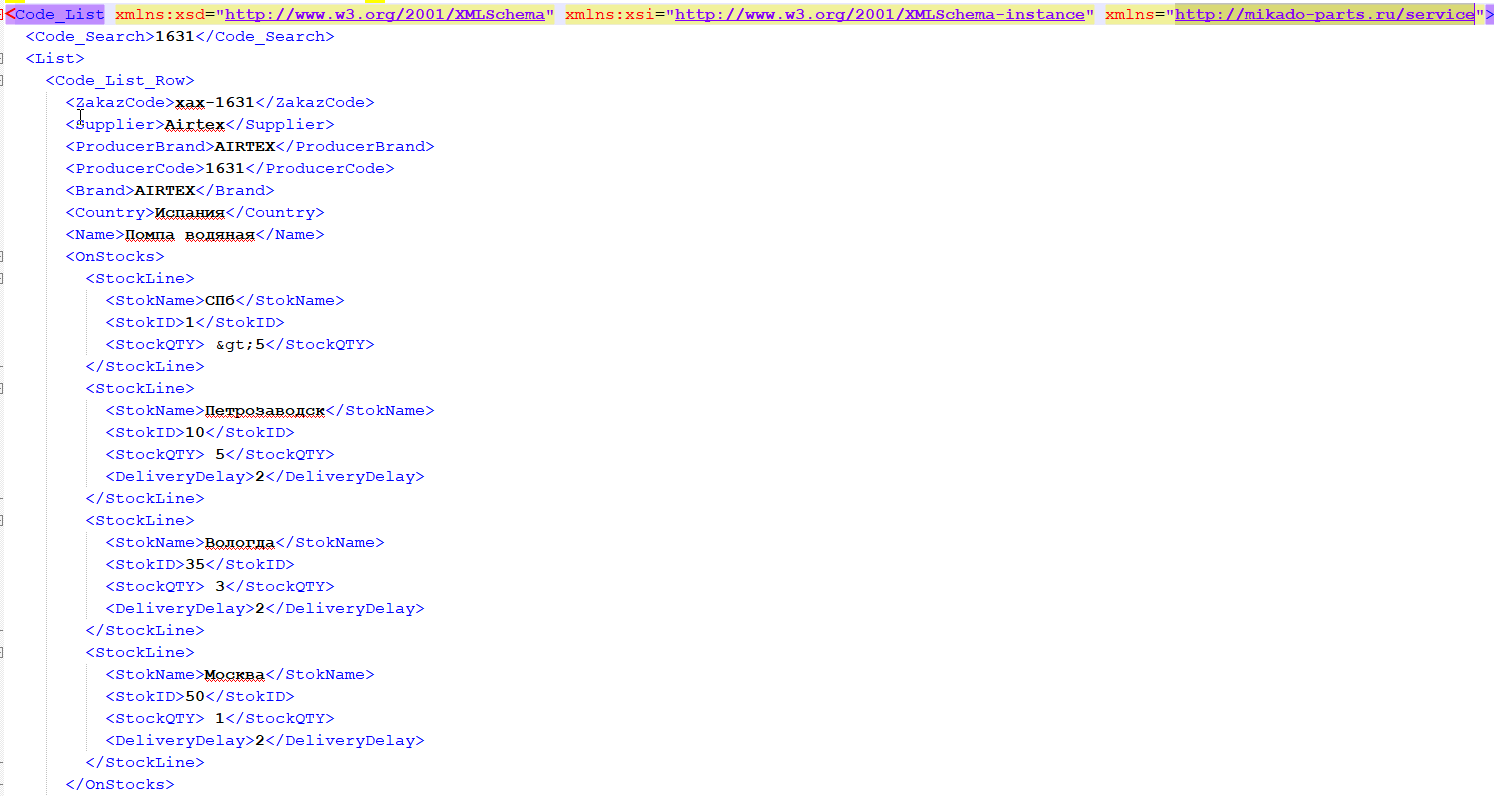 <Code_List xmlns:xsd="http://www.w3.org/2001/XMLSchema" xmlns:xsi="http://www.w3.org/2001/XMLSchema-instance" xmlns="http://mikado-parts.ru/service">
<Code_Search>1631</Code_Search>
<List>
<Code_List_Row>
<ZakazCode>xax-1631</ZakazCode>
<Supplier>Airtex</Supplier>
<ProducerBrand>AIRTEX</ProducerBrand>
<ProducerCode>1631</ProducerCode>
<Brand>AIRTEX</Brand>
<Country>Испания</Country>
<Name>Помпа водяная</Name>
<OnStocks>
<StockLine>
<StokName>СПб</StokName>
<StokID>1</StokID>
<StockQTY> &gt;5</StockQTY>
</StockLine>
<StockLine>
<StokName>Петрозаводск</StokName>
<StokID>10</StokID>
<StockQTY> 5</StockQTY>
<DeliveryDelay>2</DeliveryDelay>
</StockLine>
<StockLine>
<StokName>Вологда</StokName>
<StokID>35</StokID>
<StockQTY> 3</StockQTY>
<DeliveryDelay>2</DeliveryDelay>
</StockLine>
<StockLine>
<StokName>Москва</StokName>
<StokID>50</StokID>
<StockQTY> 1</StockQTY>
<DeliveryDelay>2</DeliveryDelay>
</StockLine>
</OnStocks>